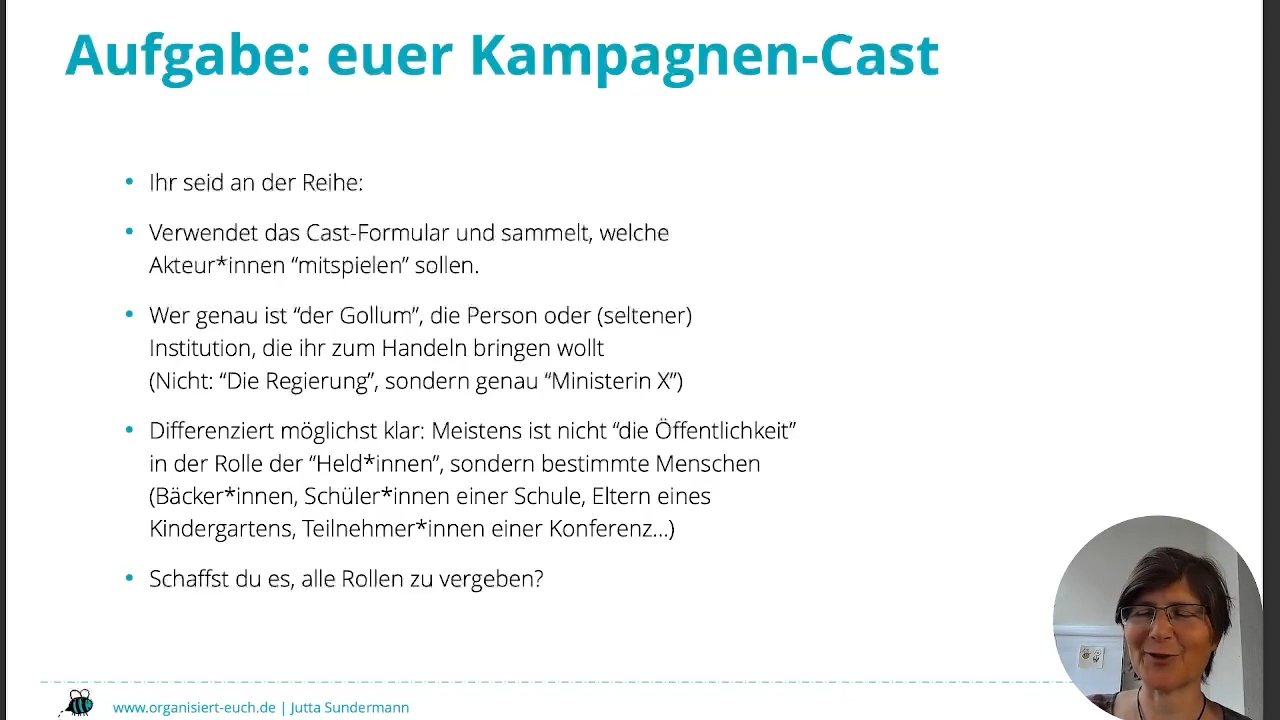 Aufgabe: euer Kampagnen-Cast
• Ihr seid an der Reihe:
• Verwendet das Cast-Formular und sammelt, welche
Akteur*innen “mitspielen” sollen.
• Wer genau ist “der Gollum”, die Person oder (seltener)
Institution, die ihr zum Handeln bringen wollt
(Nicht: “Die Regierung”, sondern genau “Ministerin X”)
• Differenziert möglichst klar: Meistens ist nicht “die Öffentlichkeit”
in der Rolle der “Held*innen”, sondern bestimmte Menschen
(Bäcker*innen, Schüler*innen einer Schule, Eltern eines
Kindergartens, Teilnehmer*innen einer Konferenz...)
• Schaffst du es, alle Rollen zu vergeben?
www.organisiert-euch.de | Jutta Sundermann